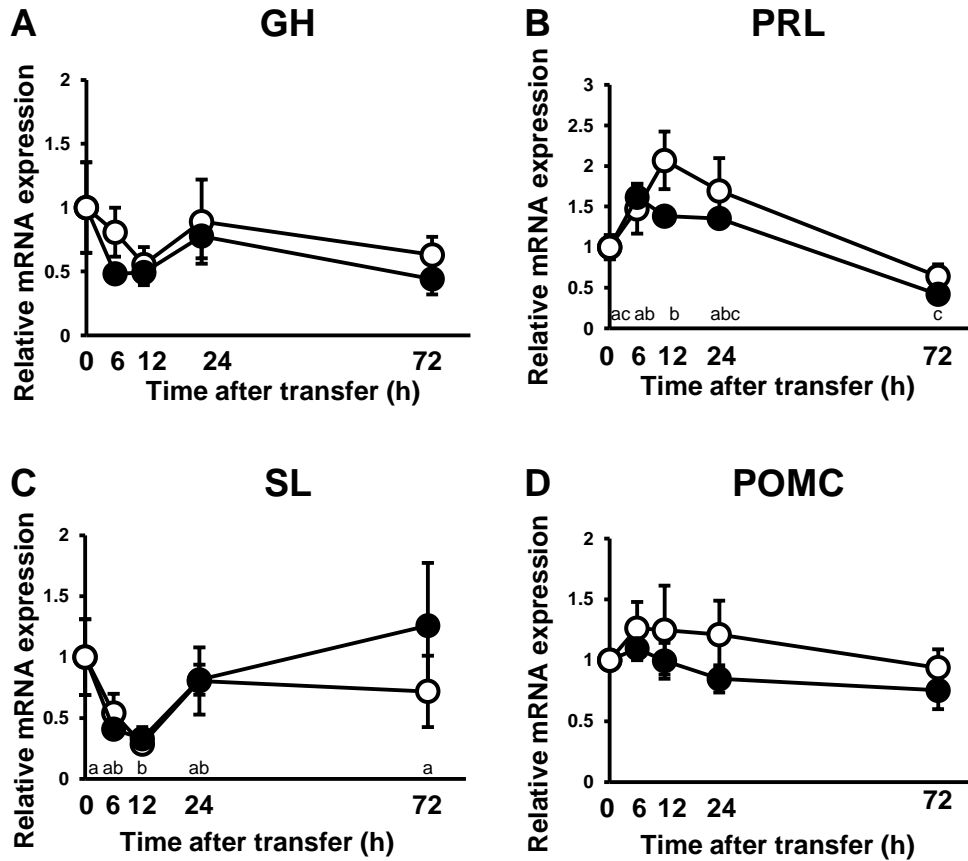 A GH
Relative mRNA expression
2
1.5
1
0.5
0
0 6 12 24 72
Time after transfer (h)
B PRL
Relative mRNA expression
3
2.5
2
1.5
1
0.5
0
ac ab b abc c
0 6 12 24 72
Time after transfer (h)
C SL
Relative mRNA expression
2
1.5
1
0.5
0
a ab b ab a
0 6 12 24 72
Time after transfer (h)
D POMC
Relative mRNA expression
2
1.5
1
0.5
0
0 6 12 24 72
Time after transfer (h)